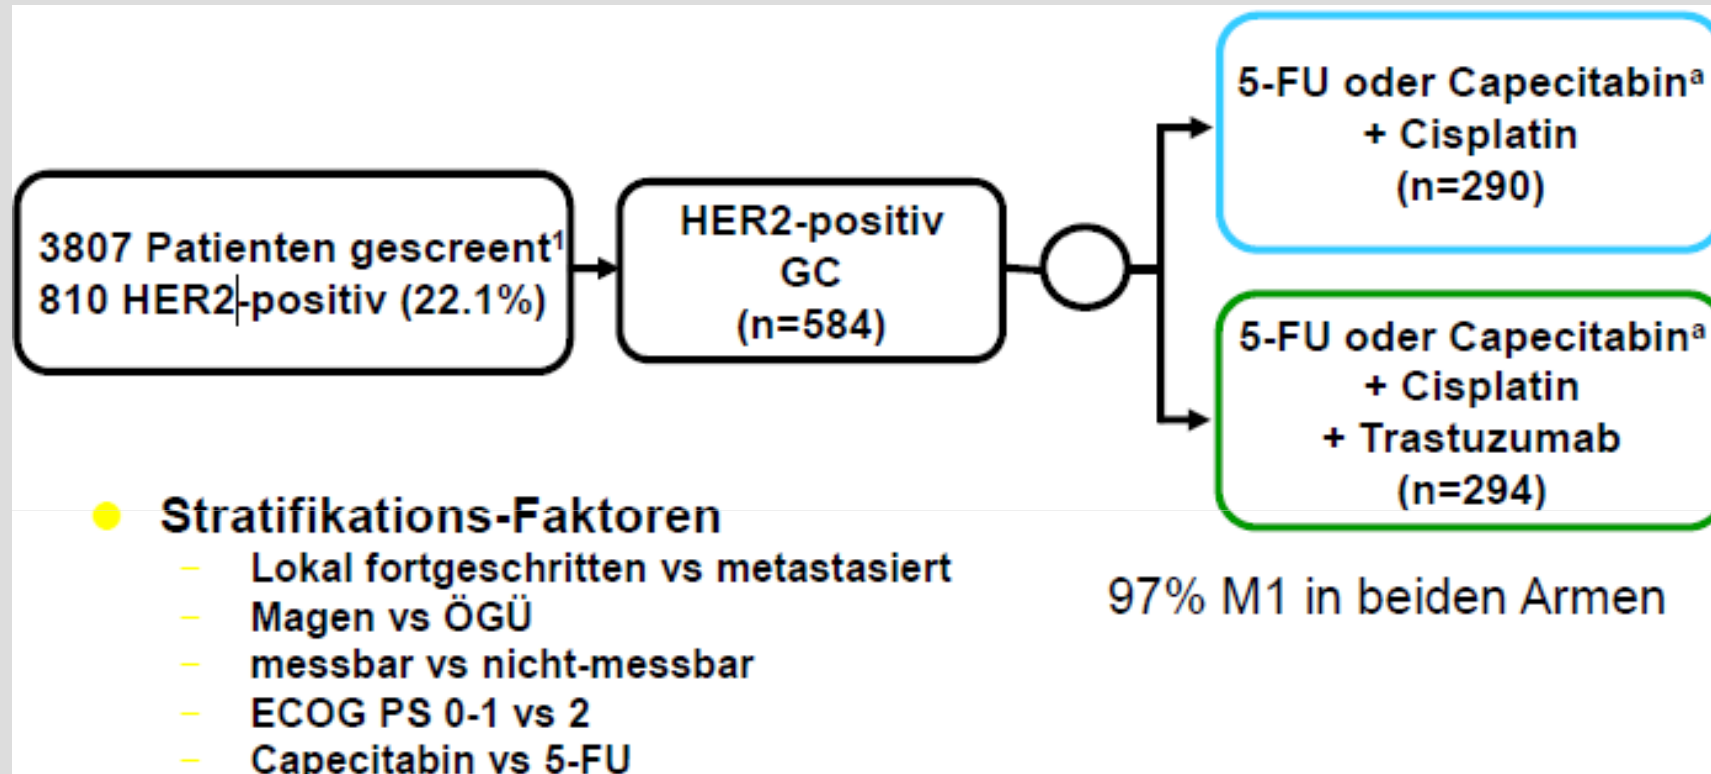 3807 Patienten gescreent¹
810 HER2-positiv (22.1%)
HER2-positiv
GC
(n=584)
5-FU oder Capecitabinᵃ
+ Cisplatin
(n=290)
5-FU oder Capecitabinᵃ
+ Cisplatin
+ Trastuzumab
(n=294)
Stratifikations-Faktoren
– Lokal fortgeschritten vs metastasiert
– Magen vs ÖGÜ
– messbar vs nicht-messbar
– ECOG PS 0-1 vs 2
– Capecitabin vs 5-FU
97% M1 in beiden Armen